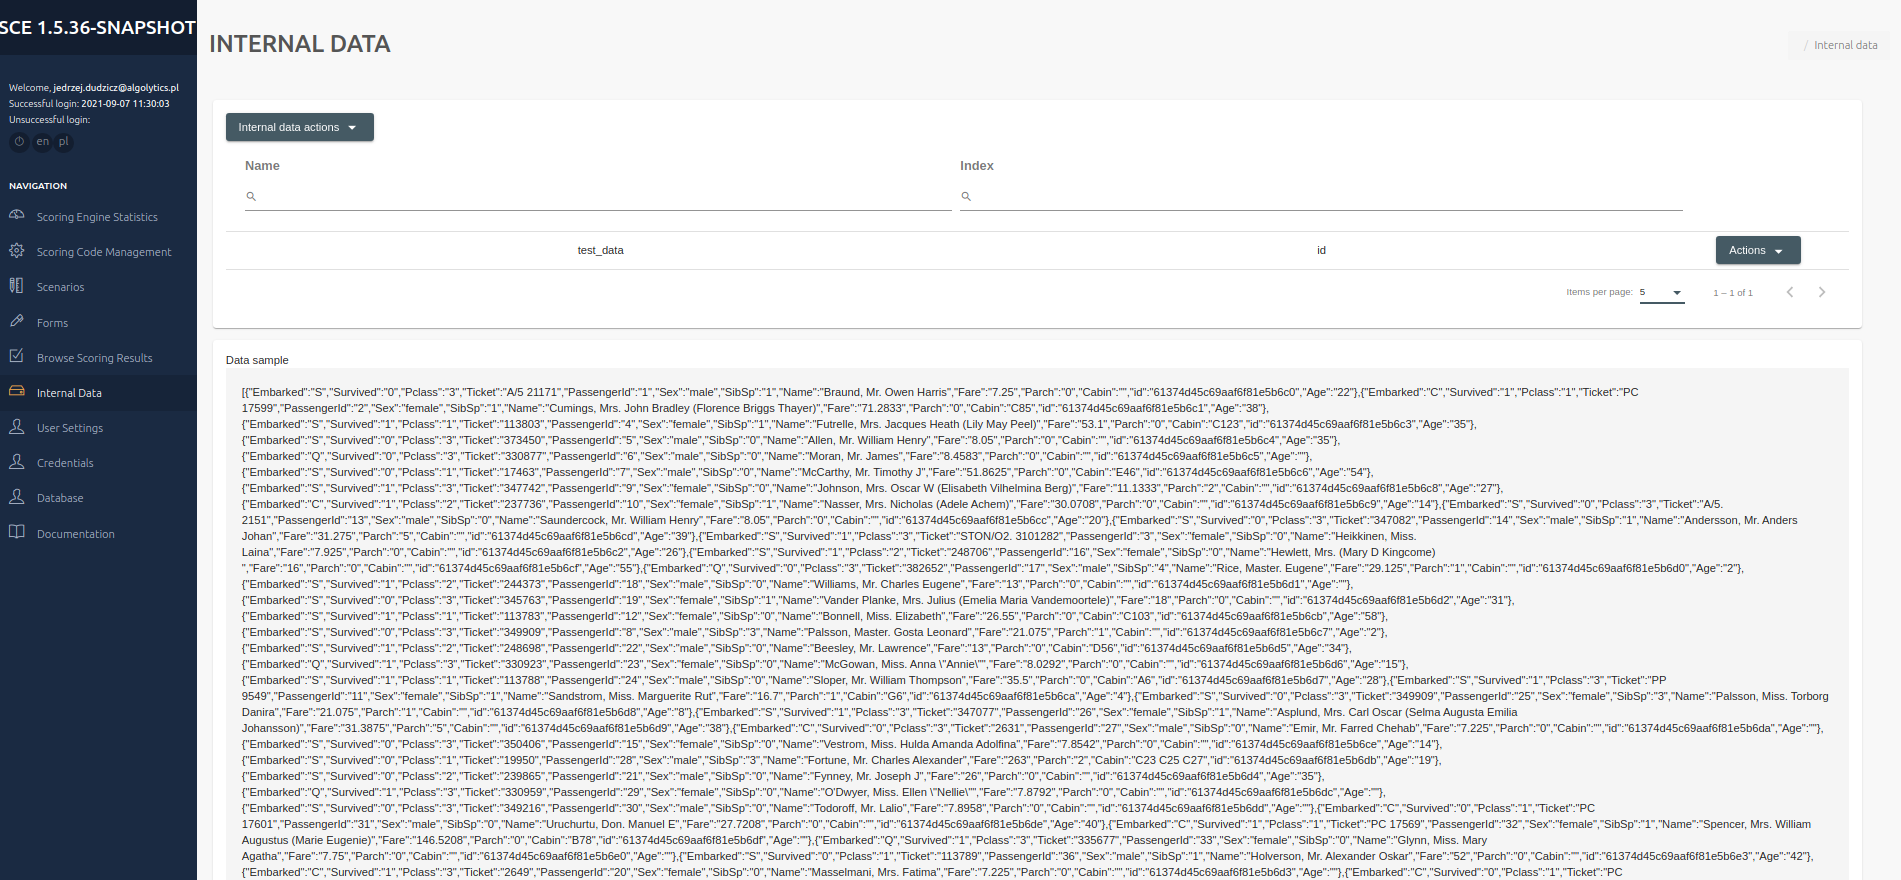 SCE 1.5.36-SNAPSHOT
Welcome, jedrzej.dudzicz@algolytics.pl
Successful login: 2021-09-07 11:30:03
Unsuccessful login:
en pl
NAVIGATION
Scoring Engine Statistics
Scoring Code Management
Scenarios
Forms
Browse Scoring Results
Internal Data
User Settings
Credentials
Database
Documentation
INTERNAL DATA
/ Internal data
Internal data actions
Name Index
test_data id Actions
Items per page: 5 1 – 1 of 1
Data sample
[{"Embarked":"S","Survived":"0","Pclass":"3","Ticket":"A/5 21171","PassengerId":"1","Sex":"male","SibSp":"1","Name":"Braund, Mr. Owen Harris","Fare":"7.25","Parch":"0","Cabin":"","id":"61374d45c69aaf6f81e5b6c0","Age":"22"},{"Embarked":"C","Survived":"1","Pclass":"1","Ticket":"PC
17599","PassengerId":"2","Sex":"female","SibSp":"1","Name":"Cumings, Mrs. John Bradley (Florence Briggs Thayer)","Fare":"71.2833","Parch":"0","Cabin":"C85","id":"61374d45c69aaf6f81e5b6c1","Age":"38"},
{"Embarked":"S","Survived":"1","Pclass":"1","Ticket":"113803","PassengerId":"4","Sex":"female","SibSp":"1","Name":"Futrelle, Mrs. Jacques Heath (Lily May Peel)","Fare":"53.1","Parch":"0","Cabin":"C123","id":"61374d45c69aaf6f81e5b6c3","Age":"35"},
{"Embarked":"S","Survived":"0","Pclass":"3","Ticket":"373450","PassengerId":"5","Sex":"male","SibSp":"0","Name":"Allen, Mr. William Henry","Fare":"8.05","Parch":"0","Cabin":"","id":"61374d45c69aaf6f81e5b6c4","Age":"35"},
{"Embarked":"Q","Survived":"0","Pclass":"3","Ticket":"330877","PassengerId":"6","Sex":"male","SibSp":"0","Name":"Moran, Mr. James","Fare":"8.4583","Parch":"0","Cabin":"","id":"61374d45c69aaf6f81e5b6c5","Age":""},
{"Embarked":"S","Survived":"0","Pclass":"1","Ticket":"17463","PassengerId":"7","Sex":"male","SibSp":"0","Name":"McCarthy, Mr. Timothy J","Fare":"51.8625","Parch":"0","Cabin":"E46","id":"61374d45c69aaf6f81e5b6c6","Age":"54"},
{"Embarked":"S","Survived":"1","Pclass":"3","Ticket":"347742","PassengerId":"9","Sex":"female","SibSp":"0","Name":"Johnson, Mrs. Oscar W (Elisabeth Vilhelmina Berg)","Fare":"11.1333","Parch":"2","Cabin":"","id":"61374d45c69aaf6f81e5b6c8","Age":"27"},
{"Embarked":"C","Survived":"1","Pclass":"2","Ticket":"237736","PassengerId":"10","Sex":"female","SibSp":"1","Name":"Nasser, Mrs. Nicholas (Adele Achem)","Fare":"30.0708","Parch":"0","Cabin":"","id":"61374d45c69aaf6f81e5b6c9","Age":"14"},{"Embarked":"S","Survived":"0","Pclass":"3","Ticket":"A/5.
2151","PassengerId":"13","Sex":"male","SibSp":"0","Name":"Saundercock, Mr. William Henry","Fare":"8.05","Parch":"0","Cabin":"","id":"61374d45c69aaf6f81e5b6cc","Age":"20"},{"Embarked":"S","Survived":"0","Pclass":"3","Ticket":"347082","PassengerId":"14","Sex":"male","SibSp":"1","Name":"Andersson, Mr. Anders
Johan","Fare":"31.275","Parch":"5","Cabin":"","id":"61374d45c69aaf6f81e5b6cd","Age":"39"},{"Embarked":"S","Survived":"1","Pclass":"3","Ticket":"STON/O2. 3101282","PassengerId":"3","Sex":"female","SibSp":"0","Name":"Heikkinen, Miss.
Laina","Fare":"7.925","Parch":"0","Cabin":"","id":"61374d45c69aaf6f81e5b6c2","Age":"26"},{"Embarked":"S","Survived":"1","Pclass":"2","Ticket":"248706","PassengerId":"16","Sex":"female","SibSp":"0","Name":"Hewlett, Mrs. (Mary D Kingcome)
","Fare":"16","Parch":"0","Cabin":"","id":"61374d45c69aaf6f81e5b6cf","Age":"55"},{"Embarked":"Q","Survived":"0","Pclass":"3","Ticket":"382652","PassengerId":"17","Sex":"male","SibSp":"4","Name":"Rice, Master. Eugene","Fare":"29.125","Parch":"1","Cabin":"","id":"61374d45c69aaf6f81e5b6d0","Age":"2"},
{"Embarked":"S","Survived":"1","Pclass":"2","Ticket":"244373","PassengerId":"18","Sex":"male","SibSp":"0","Name":"Williams, Mr. Charles Eugene","Fare":"13","Parch":"0","Cabin":"","id":"61374d45c69aaf6f81e5b6d1","Age":""},
{"Embarked":"S","Survived":"0","Pclass":"3","Ticket":"345763","PassengerId":"19","Sex":"female","SibSp":"1","Name":"Vander Planke, Mrs. Julius (Emelia Maria Vandemoortele)","Fare":"18","Parch":"0","Cabin":"","id":"61374d45c69aaf6f81e5b6d2","Age":"31"},
{"Embarked":"S","Survived":"1","Pclass":"1","Ticket":"113783","PassengerId":"12","Sex":"female","SibSp":"0","Name":"Bonnell, Miss. Elizabeth","Fare":"26.55","Parch":"0","Cabin":"C103","id":"61374d45c69aaf6f81e5b6cb","Age":"58"},
{"Embarked":"S","Survived":"0","Pclass":"3","Ticket":"349909","PassengerId":"8","Sex":"male","SibSp":"3","Name":"Palsson, Master. Gosta Leonard","Fare":"21.075","Parch":"1","Cabin":"","id":"61374d45c69aaf6f81e5b6c7","Age":"2"},
{"Embarked":"S","Survived":"1","Pclass":"2","Ticket":"248698","PassengerId":"22","Sex":"male","SibSp":"0","Name":"Beesley, Mr. Lawrence","Fare":"13","Parch":"0","Cabin":"D56","id":"61374d45c69aaf6f81e5b6d5","Age":"34"},
{"Embarked":"Q","Survived":"1","Pclass":"3","Ticket":"330923","PassengerId":"23","Sex":"female","SibSp":"0","Name":"McGowan, Miss. Anna \"Annie\"","Fare":"8.0292","Parch":"0","Cabin":"","id":"61374d45c69aaf6f81e5b6d6","Age":"15"},
{"Embarked":"S","Survived":"1","Pclass":"1","Ticket":"113788","PassengerId":"24","Sex":"male","SibSp":"0","Name":"Sloper, Mr. William Thompson","Fare":"35.5","Parch":"0","Cabin":"A6","id":"61374d45c69aaf6f81e5b6d7","Age":"28"},{"Embarked":"S","Survived":"1","Pclass":"3","Ticket":"PP
9549","PassengerId":"11","Sex":"female","SibSp":"1","Name":"Sandstrom, Miss. Marguerite Rut","Fare":"16.7","Parch":"1","Cabin":"G6","id":"61374d45c69aaf6f81e5b6ca","Age":"4"},{"Embarked":"S","Survived":"0","Pclass":"3","Ticket":"349909","PassengerId":"25","Sex":"female","SibSp":"3","Name":"Palsson, Miss. Torborg
Danira","Fare":"21.075","Parch":"1","Cabin":"","id":"61374d45c69aaf6f81e5b6d8","Age":"8"},{"Embarked":"S","Survived":"1","Pclass":"3","Ticket":"347077","PassengerId":"26","Sex":"female","SibSp":"1","Name":"Asplund, Mrs. Carl Oscar (Selma Augusta Emilia
Johansson)","Fare":"31.3875","Parch":"5","Cabin":"","id":"61374d45c69aaf6f81e5b6d9","Age":"38"},{"Embarked":"C","Survived":"0","Pclass":"3","Ticket":"2631","PassengerId":"27","Sex":"male","SibSp":"0","Name":"Emir, Mr. Farred Chehab","Fare":"7.225","Parch":"0","Cabin":"","id":"61374d45c69aaf6f81e5b6da","Age":""},
{"Embarked":"S","Survived":"0","Pclass":"3","Ticket":"350406","PassengerId":"15","Sex":"female","SibSp":"0","Name":"Vestrom, Miss. Hulda Amanda Adolfina","Fare":"7.8542","Parch":"0","Cabin":"","id":"61374d45c69aaf6f81e5b6ce","Age":"14"},
{"Embarked":"S","Survived":"0","Pclass":"1","Ticket":"19950","PassengerId":"28","Sex":"male","SibSp":"3","Name":"Fortune, Mr. Charles Alexander","Fare":"263","Parch":"2","Cabin":"C23 C25 C27","id":"61374d45c69aaf6f81e5b6db","Age":"19"},
{"Embarked":"S","Survived":"0","Pclass":"2","Ticket":"239865","PassengerId":"21","Sex":"male","SibSp":"0","Name":"Fynney, Mr. Joseph J","Fare":"26","Parch":"0","Cabin":"","id":"61374d45c69aaf6f81e5b6d4","Age":"35"},
{"Embarked":"Q","Survived":"1","Pclass":"3","Ticket":"330959","PassengerId":"29","Sex":"female","SibSp":"0","Name":"O'Dwyer, Miss. Ellen \"Nellie\"","Fare":"7.8792","Parch":"0","Cabin":"","id":"61374d45c69aaf6f81e5b6dc","Age":""},
{"Embarked":"S","Survived":"0","Pclass":"3","Ticket":"349216","PassengerId":"30","Sex":"male","SibSp":"0","Name":"Todoroff, Mr. Lalio","Fare":"7.8958","Parch":"0","Cabin":"","id":"61374d45c69aaf6f81e5b6dd","Age":""},{"Embarked":"C","Survived":"0","Pclass":"1","Ticket":"PC
17601","PassengerId":"31","Sex":"male","SibSp":"0","Name":"Uruchurtu, Don. Manuel E","Fare":"27.7208","Parch":"0","Cabin":"","id":"61374d45c69aaf6f81e5b6de","Age":"40"},{"Embarked":"C","Survived":"1","Pclass":"1","Ticket":"PC 17569","PassengerId":"32","Sex":"female","SibSp":"1","Name":"Spencer, Mrs. William
Augustus (Marie Eugenie)","Fare":"146.5208","Parch":"0","Cabin":"B78","id":"61374d45c69aaf6f81e5b6df","Age":""},{"Embarked":"Q","Survived":"1","Pclass":"3","Ticket":"335677","PassengerId":"33","Sex":"female","SibSp":"0","Name":"Glynn, Miss. Mary
Agatha","Fare":"7.75","Parch":"0","Cabin":"","id":"61374d45c69aaf6f81e5b6e0","Age":""},{"Embarked":"S","Survived":"0","Pclass":"1","Ticket":"113789","PassengerId":"36","Sex":"male","SibSp":"1","Name":"Holverson, Mr. Alexander Oskar","Fare":"52","Parch":"0","Cabin":"","id":"61374d45c69aaf6f81e5b6e3","Age":"42"},
{"Embarked":"C","Survived":"1","Pclass":"3","Ticket":"2649","PassengerId":"20","Sex":"female","SibSp":"0","Name":"Masselmani, Mrs. Fatima","Fare":"7.225","Parch":"0","Cabin":"","id":"61374d45c69aaf6f81e5b6d3","Age":""},{"Embarked":"C","Survived":"0","Pclass":"1","Ticket":"PC